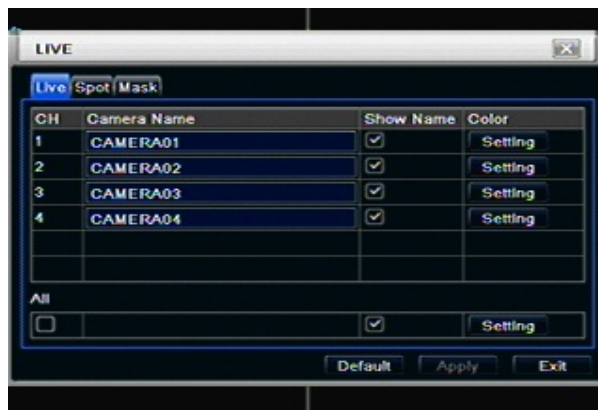 LIVE
Live Spot Mask
CH Camera Name Show Name Color
1 CAMERA01 Setting
2 CAMERA02 Setting
3 CAMERA03 Setting
4 CAMERA04 Setting
All
Setting
Default Apply Exit